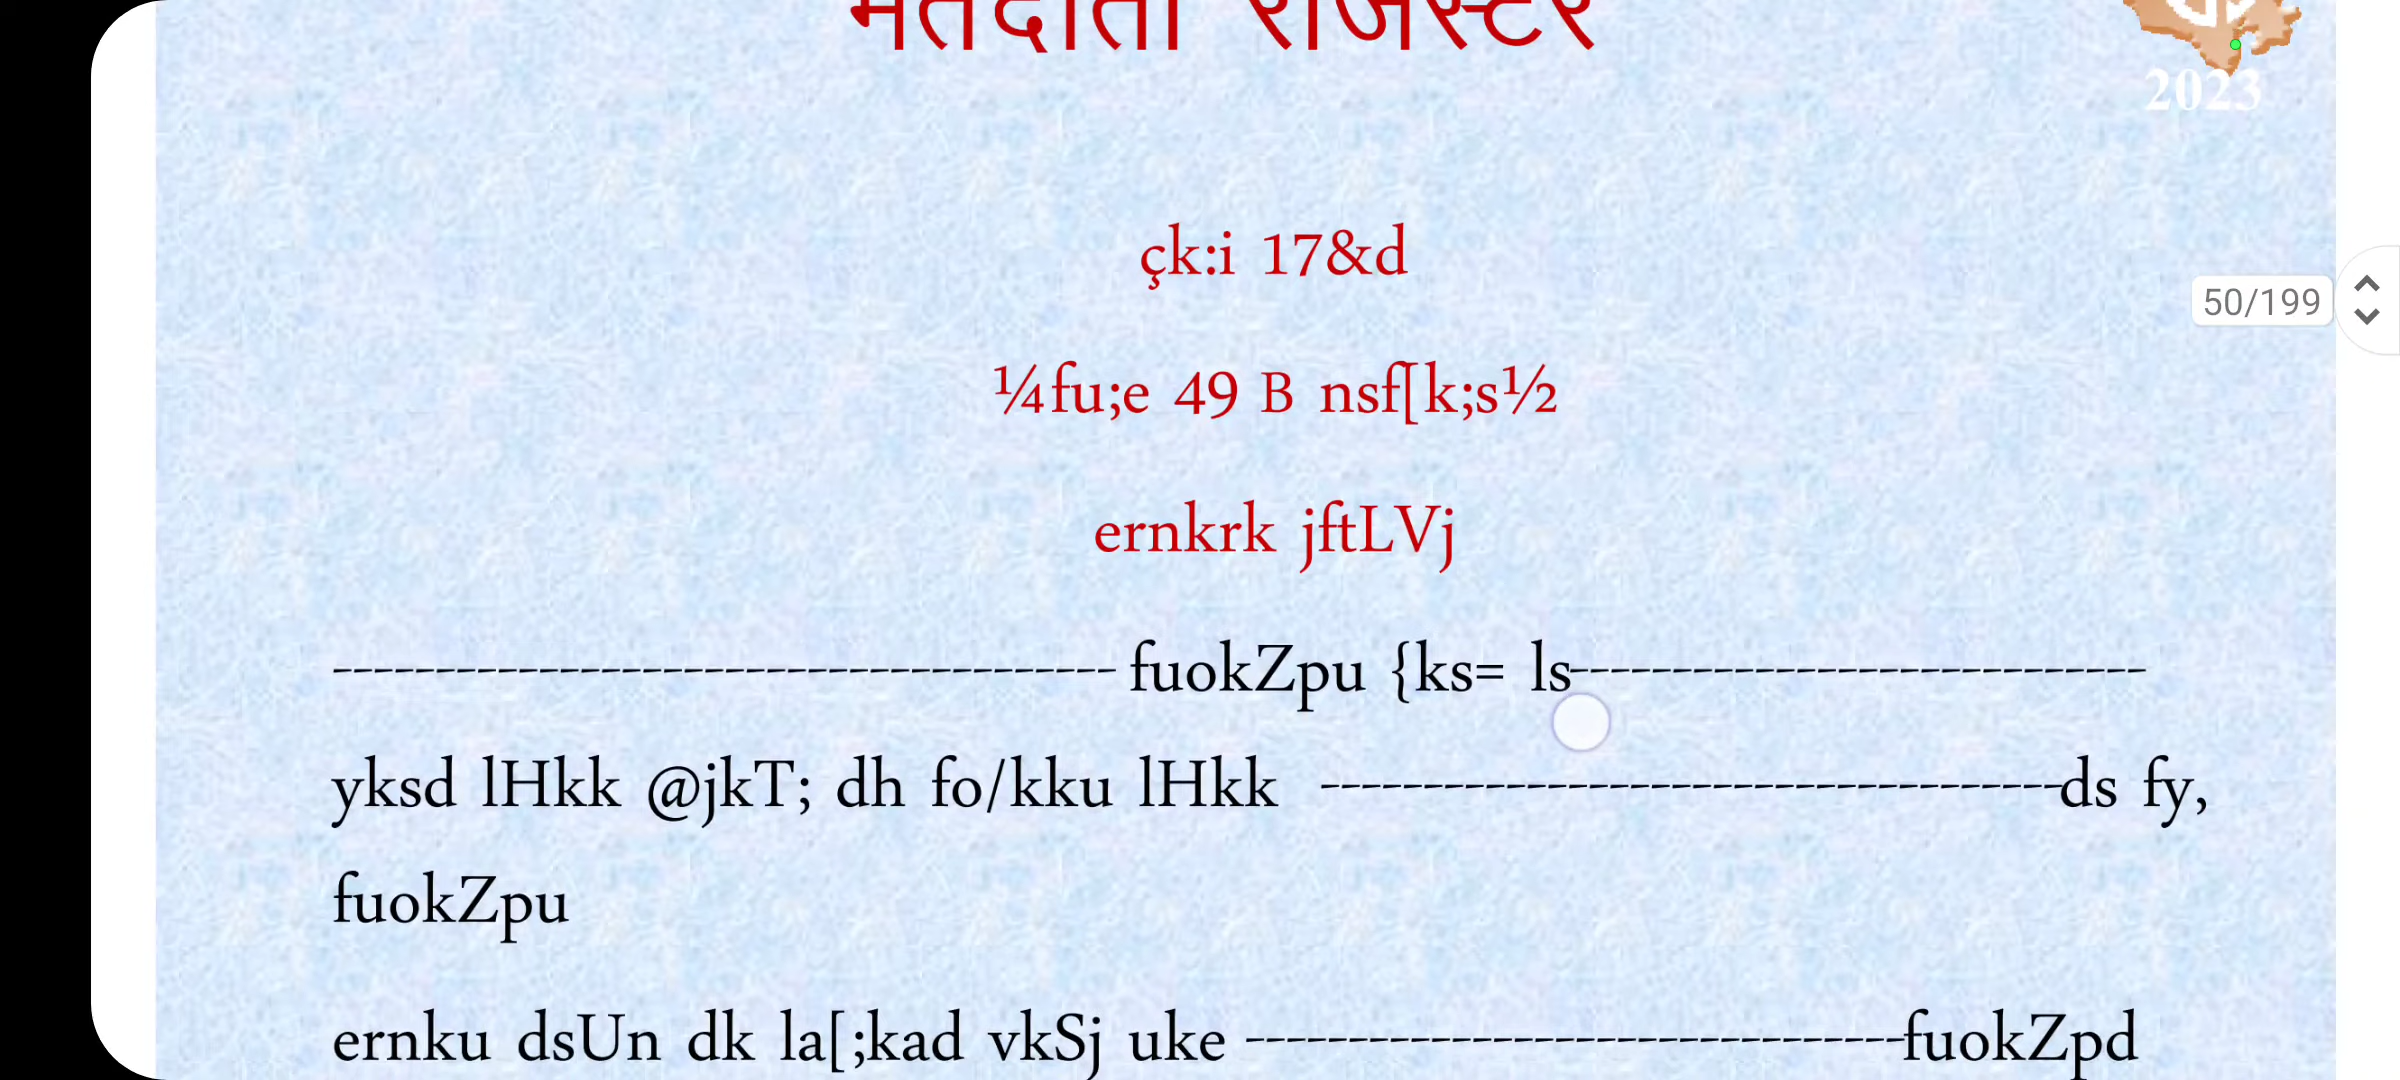 मतदाता रजिस्टर
2023
çk:i 17&d
50/199
¼fu;e 49 B nsf[k;s½
ernkrk jftLVj
-------------------------------------- fuokZpu {ks= ls----------------------------
yksd lHkk @jkT; dh fo/kku lHkk ------------------------------------ds fy,
fuokZpu
ernku dsUn dk la[;kad vkSj uke --------------------------------fuokZpd